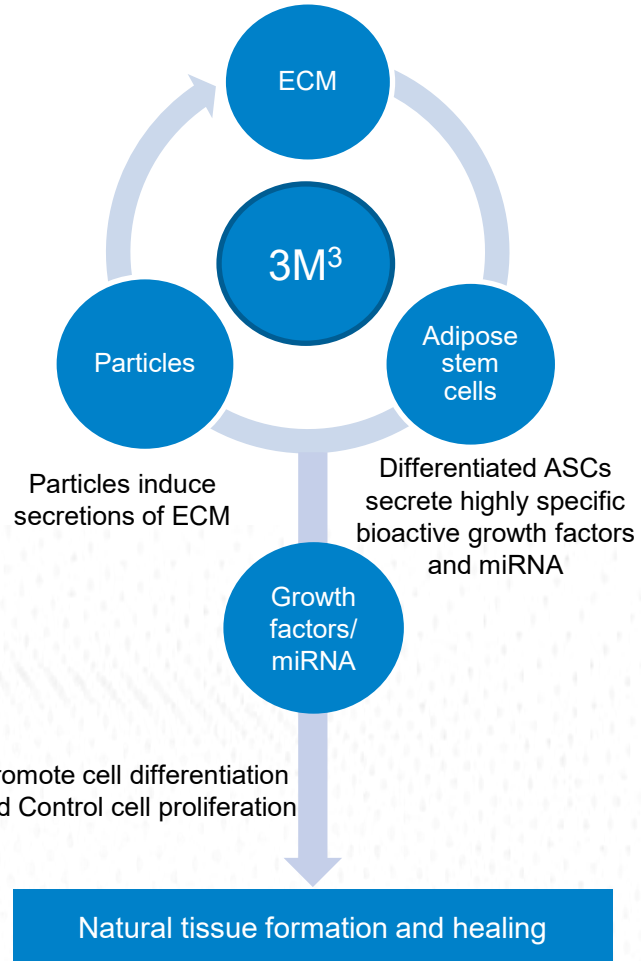 ECM
3M³
Particles
Adipose
stem
cells
Particles induce
secretions of ECM
Differentiated ASCs
secrete highly specific
bioactive growth factors
and miRNA
Growth
factors/
miRNA
romote cell differentiation
d Control cell proliferation
Natural tissue formation and healing